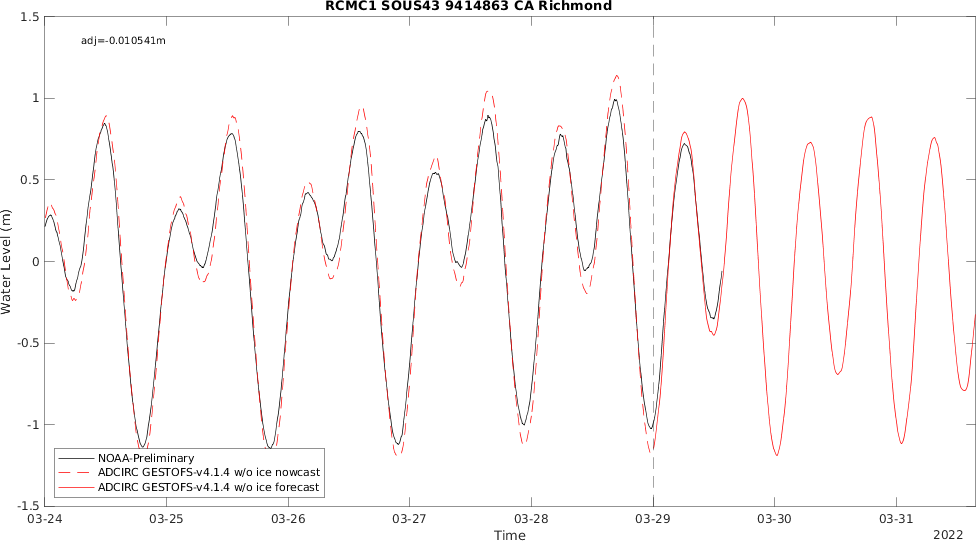 RCMC1 SOUS43 9414863 CA Richmond
adj=-0.010541m
1.5
1
0.5
0
-0.5
-1
-1.5
Water Level (m)
NOAA-Preliminary
ADCIRC GESTOFS-v4.1.4 w/o ice nowcast
ADCIRC GESTOFS-v4.1.4 w/o ice forecast
03-24 03-25 03-26 03-27 03-28 03-29 03-30 03-31
Time
2022